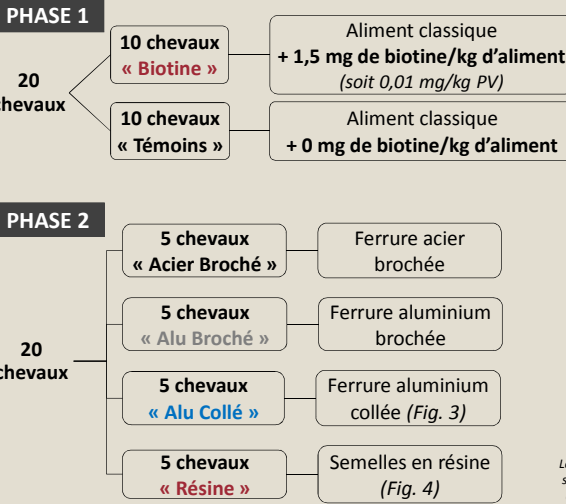 PHASE 1
20
chevaux
10 chevaux
« Biotine »
Aliment classique
+ 1,5 mg de biotine/kg d’aliment
(soit 0,01 mg/kg PV)
10 chevaux
« Témoins »
Aliment classique
+ 0 mg de biotine/kg d’aliment
PHASE 2
20
chevaux
5 chevaux
« Acier Broché »
Ferrure acier
brochée
5 chevaux
« Alu Broché »
Ferrure aluminium
brochée
5 chevaux
« Alu Collé »
Ferrure aluminium
collée (Fig. 3)
5 chevaux
« Résine »
Semelles en résine
(Fig. 4)